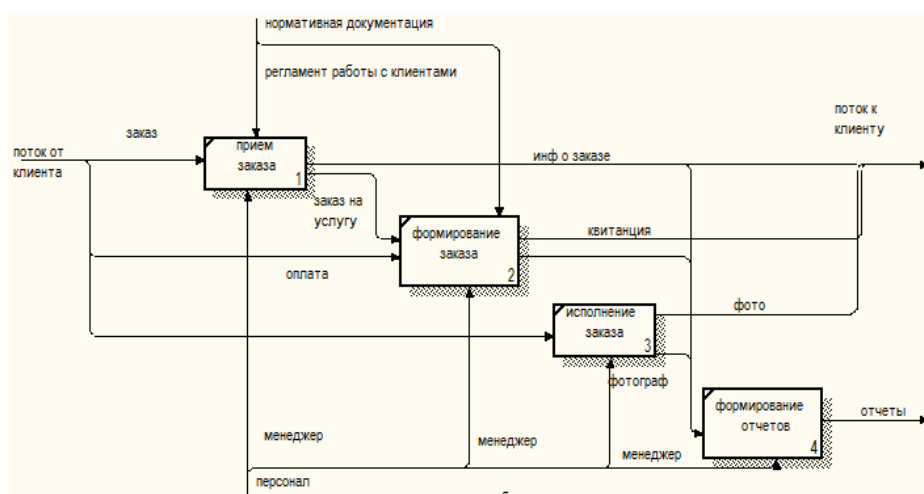 нормативная документация
регламент работы с клиентами
поток к
клиенту
заказ
поток от
клиента
прием
заказа
1
инф о заказе
заказ на
услугу
формирование
заказа
2
квитанция
оплата
исполнение
заказа
3
фото
фотограф
формирование
отчетов
4
отчеты
менеджер
менеджер
менеджер
персонал